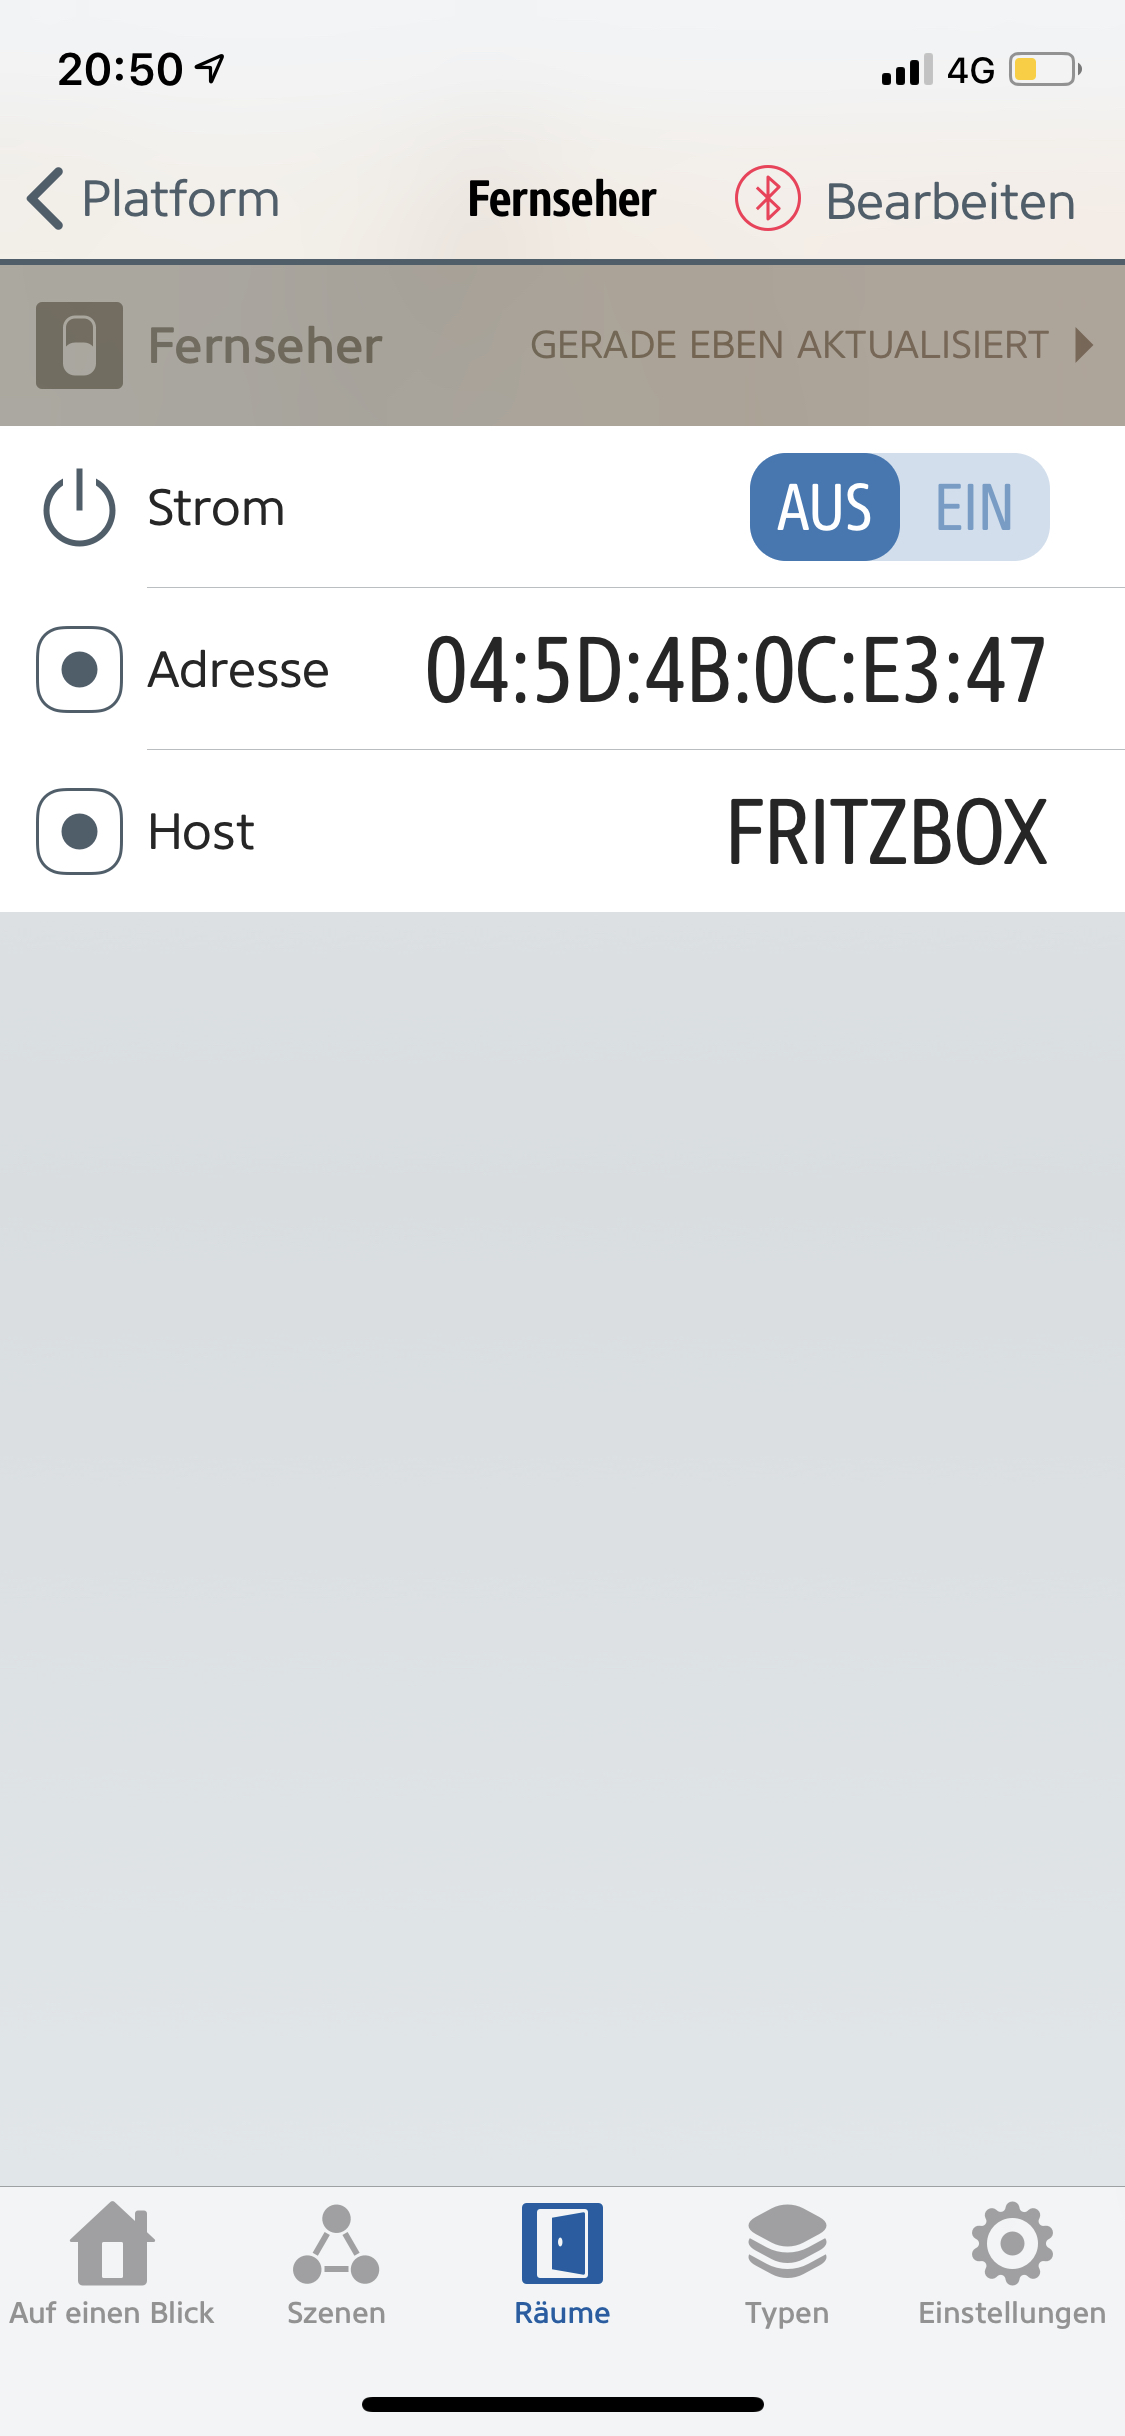 20:50 4G
Platform Fernseher Bearbeiten
Fernseher GERADE EBEN AKTUALISIERT
Strom AUS EIN
Adresse 04:5D:4B:0C:E3:47
Host FRITZBOX
Auf einen Blick Szenen Räume Typen Einstellungen